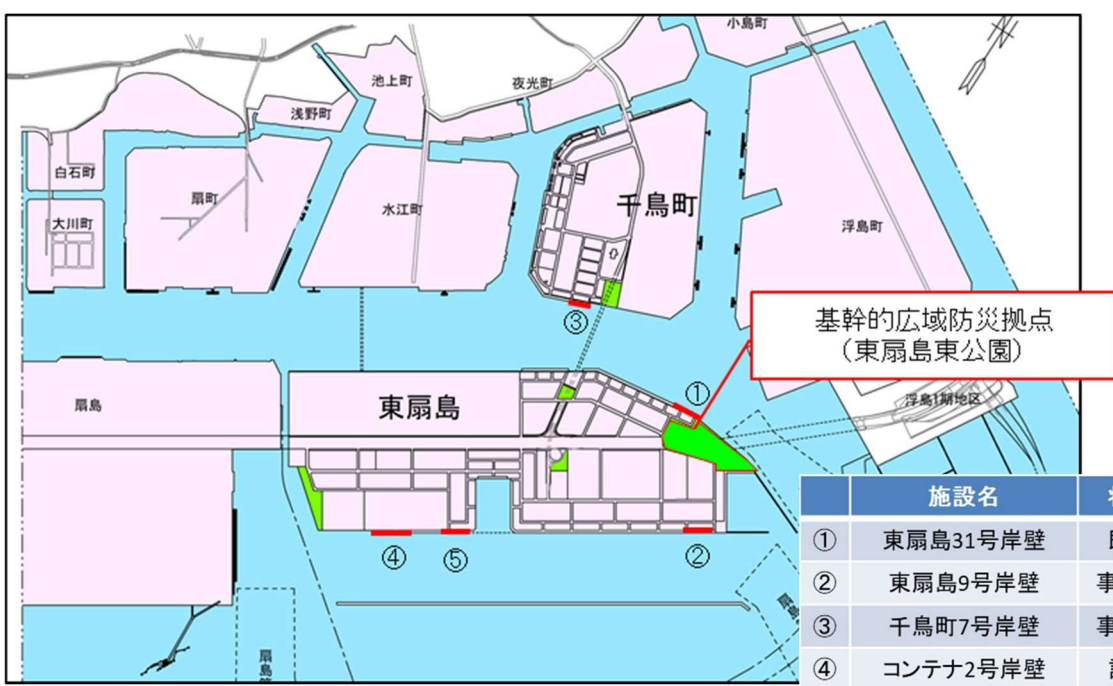 小島町
池上町
夜光町
浅野町
白石町
扇町
千鳥町
大川町
水江町
浮島町
③
基幹的広域防災拠点
（東扇島東公園）
①
扇島
東扇島
浮島1期地区
④
⑤
②
扇島
施設名
① 東扇島31号岸壁
② 東扇島9号岸壁 事
③ 千鳥町7号岸壁 事
④ コンテナ2号岸壁